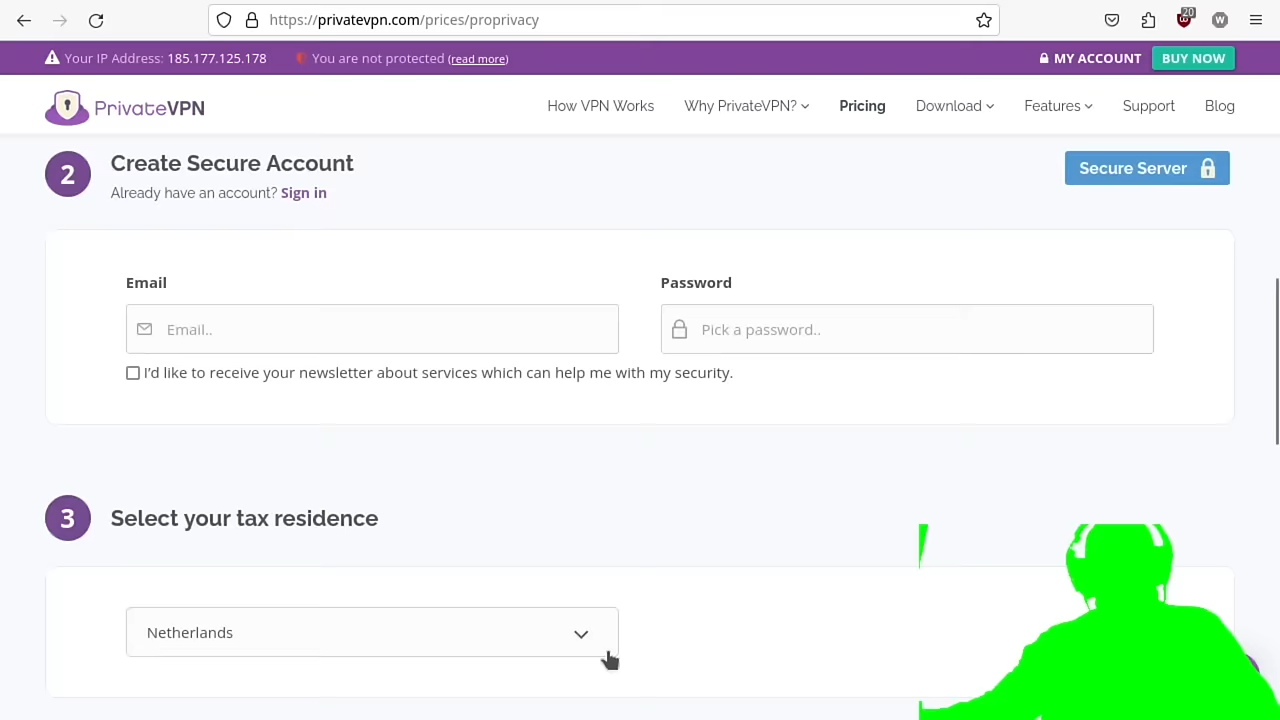 https://privatevpn.com/prices/proprivacy
20
W
Your IP Address: 185.177.125.178
You are not protected (read more)
MY ACCOUNT
BUY NOW
PrivateVPN
How VPN Works
Why PrivateVPN?
Pricing
Download
Features
Support
Blog
2
Create Secure Account
Already have an account? Sign in
Secure Server
Email
Password
Email..
Pick a password..
I'd like to receive your newsletter about services which can help me with my security.
3
Select your tax residence
Netherlands